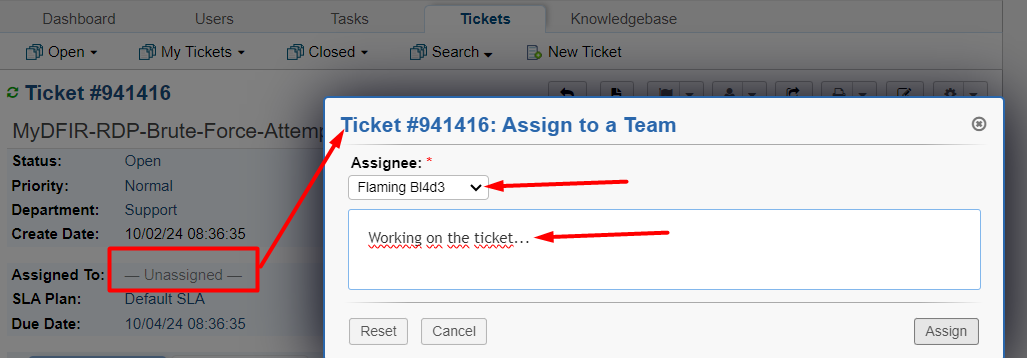 Dashboard Users Tasks Tickets Knowledgebase
Open My Tickets Closed Search New Ticket
Ticket #941416
MyDFIR-RDP-Brute-Force-Attemp
Status: Open
Priority: Normal
Department: Support
Create Date: 10/02/24 08:36:35
Assigned To: — Unassigned —
SLA Plan: Default SLA
Due Date: 10/04/24 08:36:35
Ticket #941416: Assign to a Team
Assignee: *
Flaming Bl4d3
Working on the ticket...
Reset Cancel Assign